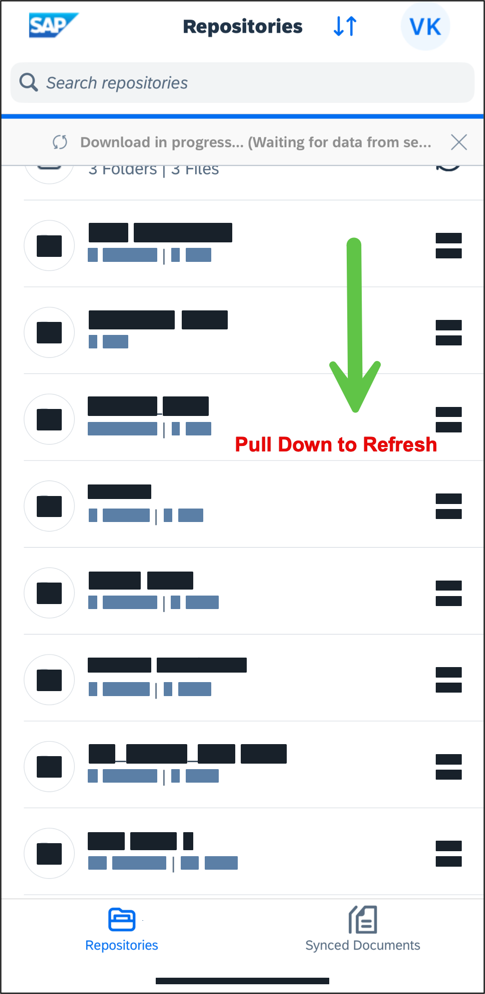 SAP
Repositories
VK
Search repositories
Download in progress... (Waiting for data from se...
3 Folders | 3 Files
Pull Down to Refresh
Repositories
Synced Documents